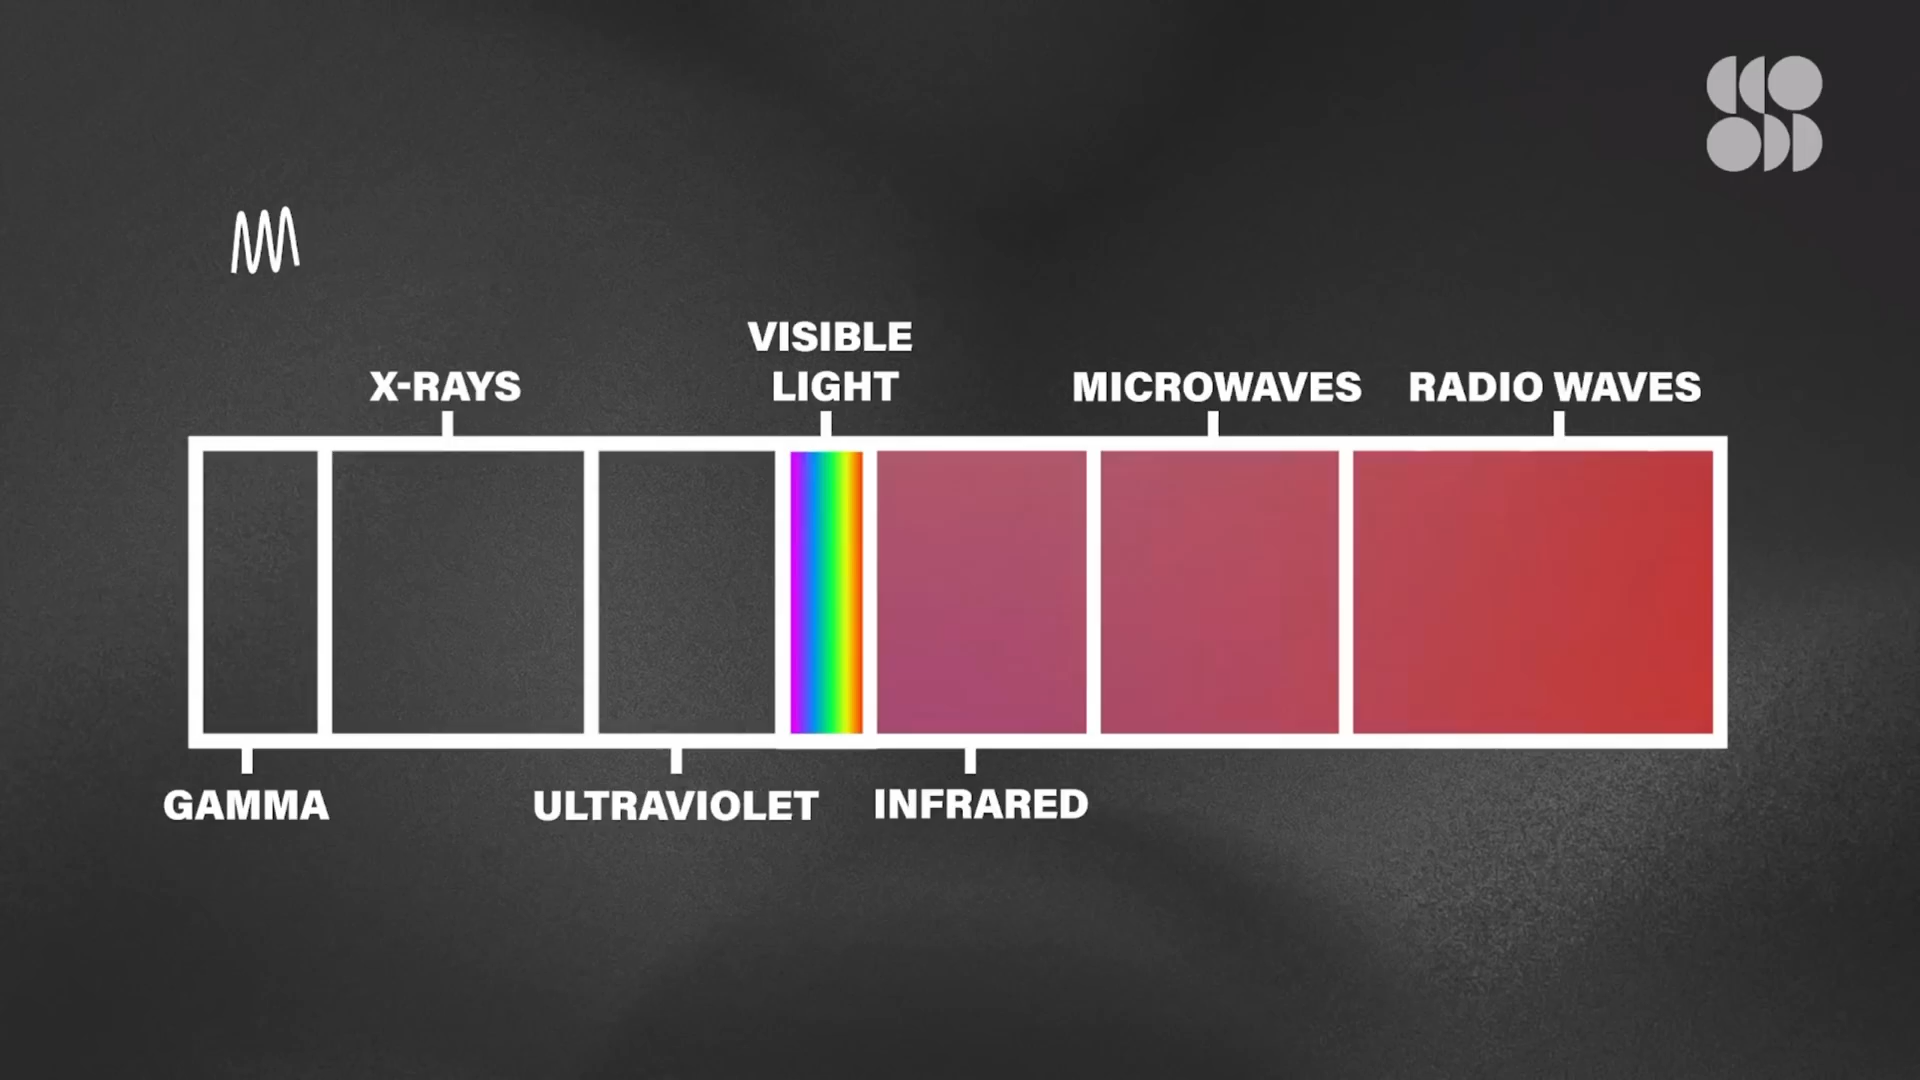 VISIBLE
LIGHT
X-RAYS
MICROWAVES
RADIO WAVES
GAMMA
ULTRAVIOLET
INFRARED